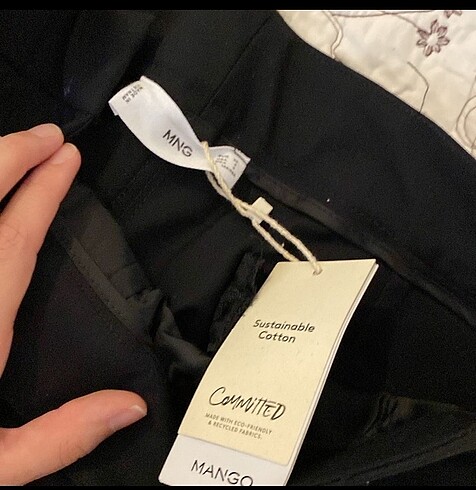 MNG
Sustainable
Cotton
COMMITTED
MADE WITH ECO-FRIENDLY
& RECYCLED FABRICS.
MANGO